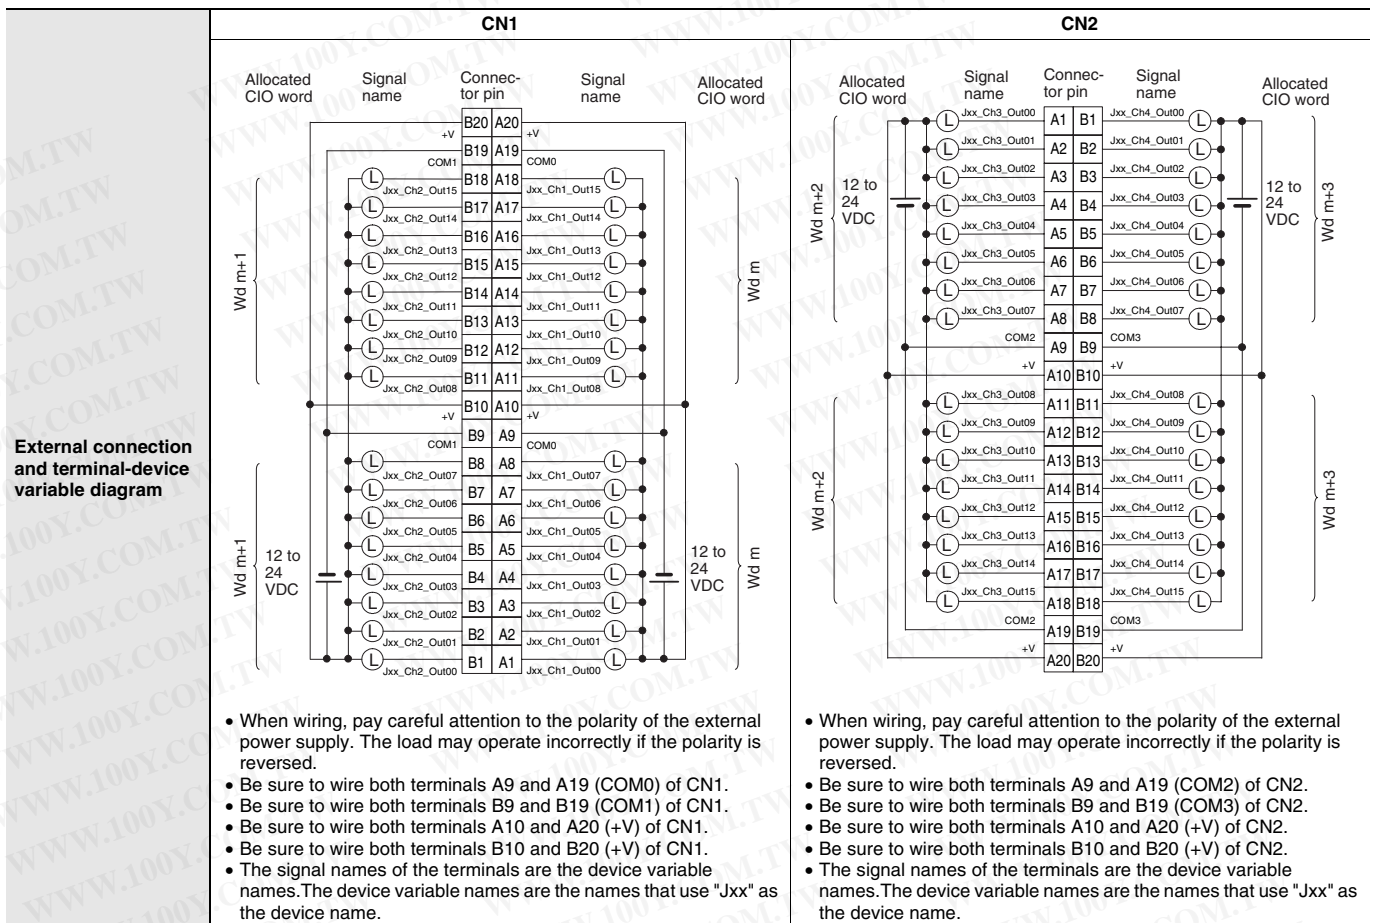 CN1
CN2
External connection
and terminal-device
variable diagram
Allocated
CIO word
Signal
name
Connec-
tor pin
Signal
name
Allocated
CIO word
B20 A20
+V +V
B19 A19
COM1 COM0
B18 A18
Jxx_Ch2_Out15 Jxx_Ch1_Out15
B17 A17
Jxx_Ch2_Out14 Jxx_Ch1_Out14
B16 A16
Jxx_Ch2_Out13 Jxx_Ch1_Out13
B15 A15
Jxx_Ch2_Out12 Jxx_Ch1_Out12
B14 A14
Jxx_Ch2_Out11 Jxx_Ch1_Out11
B13 A13
Jxx_Ch2_Out10 Jxx_Ch1_Out10
B12 A12
Jxx_Ch2_Out09 Jxx_Ch1_Out09
B11 A11
Jxx_Ch2_Out08 Jxx_Ch1_Out08
B10 A10
+V +V
B9 A9
COM1 COM0
B8 A8
Jxx_Ch2_Out07 Jxx_Ch1_Out07
B7 A7
Jxx_Ch2_Out06 Jxx_Ch1_Out06
B6 A6
Jxx_Ch2_Out05 Jxx_Ch1_Out05
B5 A5
Jxx_Ch2_Out04 Jxx_Ch1_Out04
B4 A4
Jxx_Ch2_Out03 Jxx_Ch1_Out03
B3 A3
Jxx_Ch2_Out02 Jxx_Ch1_Out02
B2 A2
Jxx_Ch2_Out01 Jxx_Ch1_Out01
B1 A1
Jxx_Ch2_Out00 Jxx_Ch1_Out00
Wd m+1
Wd m
Wd m+1
12 to
24
VDC
12 to
24
VDC
Wd m
• When wiring, pay careful attention to the polarity of the external
power supply. The load may operate incorrectly if the polarity is
reversed.
• Be sure to wire both terminals A9 and A19 (COM0) of CN1.
• Be sure to wire both terminals B9 and B19 (COM1) of CN1.
• Be sure to wire both terminals A10 and A20 (+V) of CN1.
• Be sure to wire both terminals B10 and B20 (+V) of CN1.
• The signal names of the terminals are the device variable
names.The device variable names are the names that use "Jxx" as
the device name.
Allocated
CIO word
Signal
name
Connec-
tor pin
Signal
name
Allocated
CIO word
Jxx_Ch3_Out00 A1 B1 Jxx_Ch4_Out00
Jxx_Ch3_Out01 A2 B2 Jxx_Ch4_Out01
Jxx_Ch3_Out02 A3 B3 Jxx_Ch4_Out02
Jxx_Ch3_Out03 A4 B4 Jxx_Ch4_Out03
Jxx_Ch3_Out04 A5 B5 Jxx_Ch4_Out04
Jxx_Ch3_Out05 A6 B6 Jxx_Ch4_Out05
Jxx_Ch3_Out06 A7 B7 Jxx_Ch4_Out06
Jxx_Ch3_Out07 A8 B8 Jxx_Ch4_Out07
COM2 A9 B9 COM3
+V A10 B10 +V
Jxx_Ch3_Out08 A11 B11 Jxx_Ch4_Out08
Jxx_Ch3_Out09 A12 B12 Jxx_Ch4_Out09
Jxx_Ch3_Out10 A13 B13 Jxx_Ch4_Out10
Jxx_Ch3_Out11 A14 B14 Jxx_Ch4_Out11
Jxx_Ch3_Out12 A15 B15 Jxx_Ch4_Out12
Jxx_Ch3_Out13 A16 B16 Jxx_Ch4_Out13
Jxx_Ch3_Out14 A17 B17 Jxx_Ch4_Out14
Jxx_Ch3_Out15 A18 B18 Jxx_Ch4_Out15
COM2 A19 B19 COM3
+V A20 B20 +V
Wd m+2
12 to
24
VDC
12 to
24
VDC
Wd m+3
Wd m+2
Wd m+3
• When wiring, pay careful attention to the polarity of the external
power supply. The load may operate incorrectly if the polarity is
reversed.
• Be sure to wire both terminals A9 and A19 (COM2) of CN2.
• Be sure to wire both terminals B9 and B19 (COM3) of CN2.
• Be sure to wire both terminals A10 and A20 (+V) of CN2.
• Be sure to wire both terminals B10 and B20 (+V) of CN2.
• The signal names of the terminals are the device variable
names.The device variable names are the names that use "Jxx" as
the device name.
WWW.100Y.COM.TW